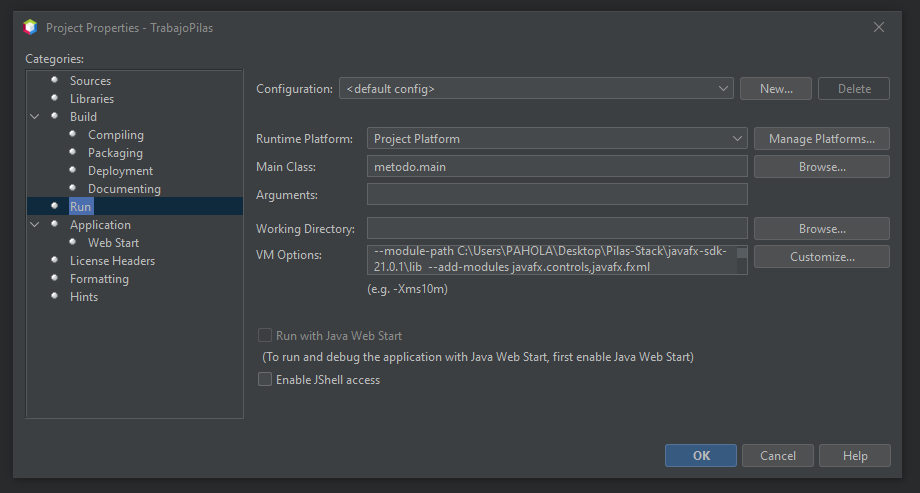 Project Properties - TrabajoPilas
Categories:
Sources
Libraries
Build
Compiling
Packaging
Deployment
Documenting
Run
Application
Web Start
License Headers
Formatting
Hints
Configuration: <default config> New... Delete
Runtime Platform: Project Platform Manage Platforms...
Main Class: metodo.main Browse...
Arguments:
Working Directory: Browse...
VM Options: --module-path C:\Users\PAHOLA\Desktop\Pilas-Stack\javafx-sdk- Customize...
21.0.1\lib --add-modules javafx.controls,javafx.fxml
(e.g. -Xms10m)
Run with Java Web Start
(To run and debug the application with Java Web Start, first enable Java Web Start)
Enable JShell access
OK Cancel Help